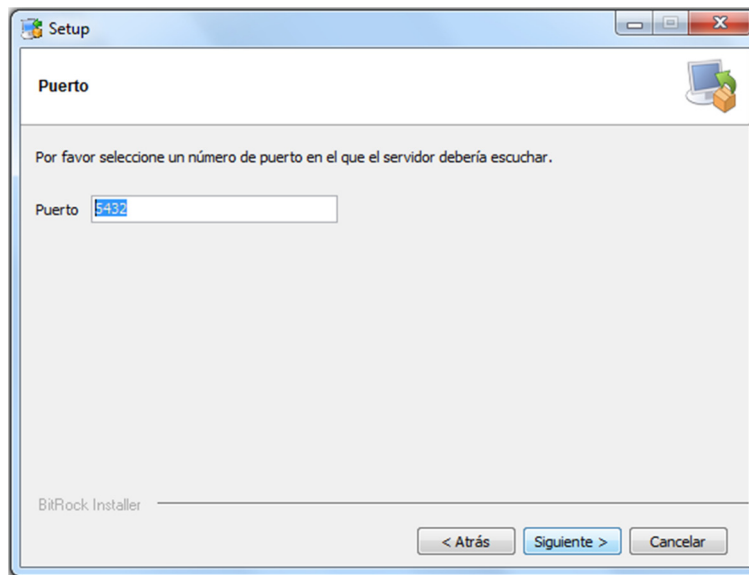 Setup
Puerto
Por favor seleccione un número de puerto en el que el servidor debería escuchar.
Puerto 5432
BitRock Installer
< Atrás Siguiente > Cancelar